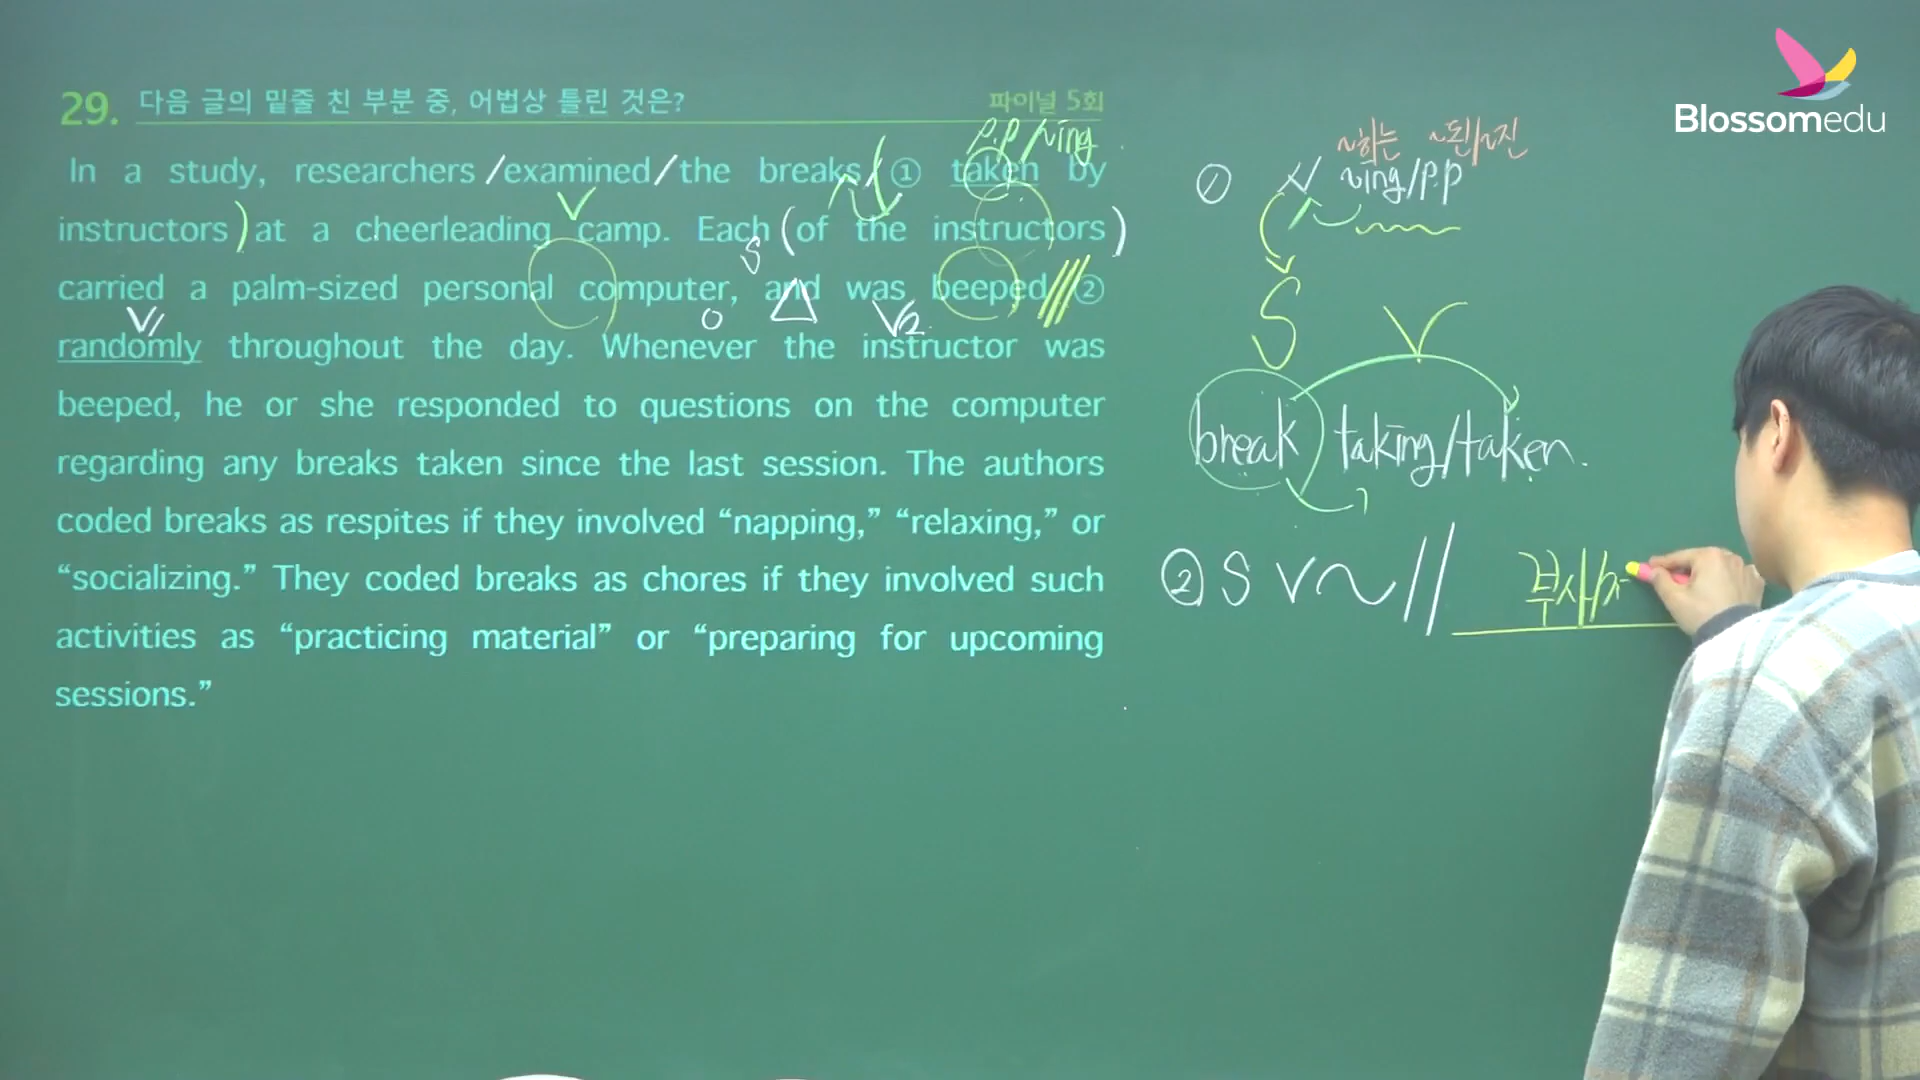 Blossomedu
29. 다음 글의 밑줄 친 부분 중, 어법상 틀린 것은?
파이널 5회
p.p/~ing
In a study, researchers /examined/the breaks ① taken by
instructors) at a cheerleading camp. Each (of the instructors)
V
S
carried a palm-sized personal computer, and was beeped ②
V1
O
V2
randomly throughout the day. Whenever the instructor was
beeped, he or she responded to questions on the computer
regarding any breaks taken since the last session. The authors
coded breaks as respites if they involved “napping,” “relaxing,” or
“socializing.” They coded breaks as chores if they involved such
activities as “practicing material” or “preparing for upcoming
sessions.”
~하는 ~된/~진
① ~ing/p.p
S V
break taking/taken.
② S V ~ // 부사/